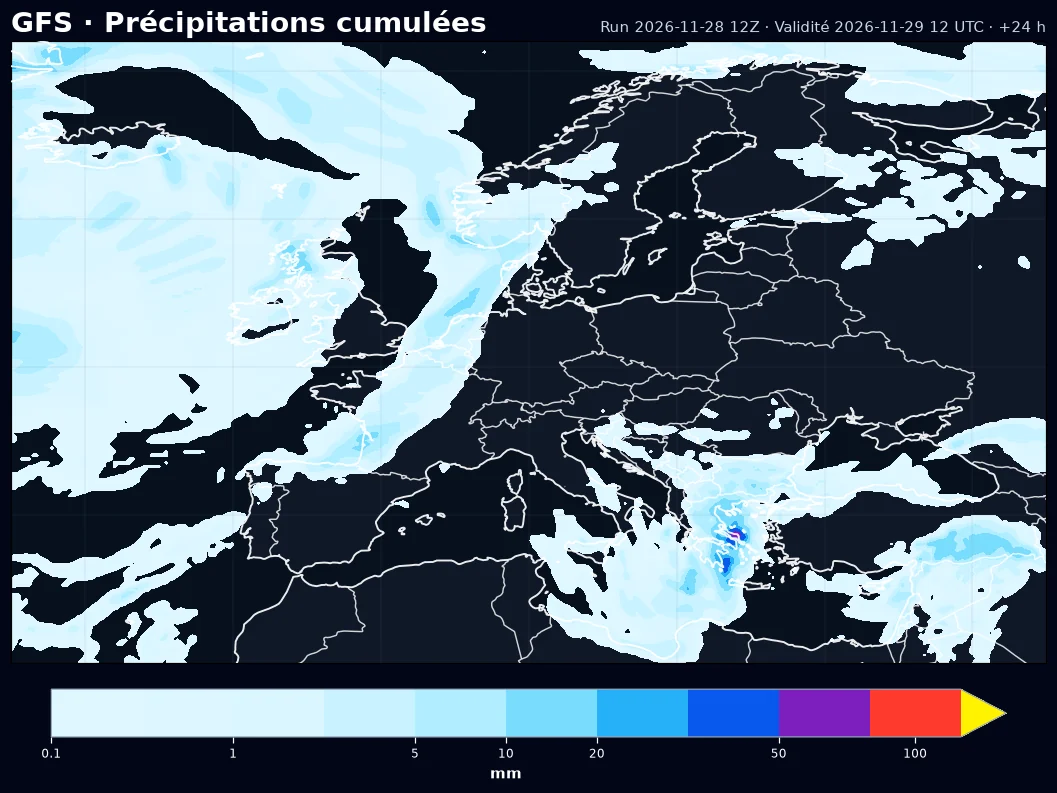 GFS · Précipitations cumulées
Run 2026-11-28 12Z · Validité 2026-11-29 12 UTC · +24 h
0.1 1 5 10 20 50 100
mm